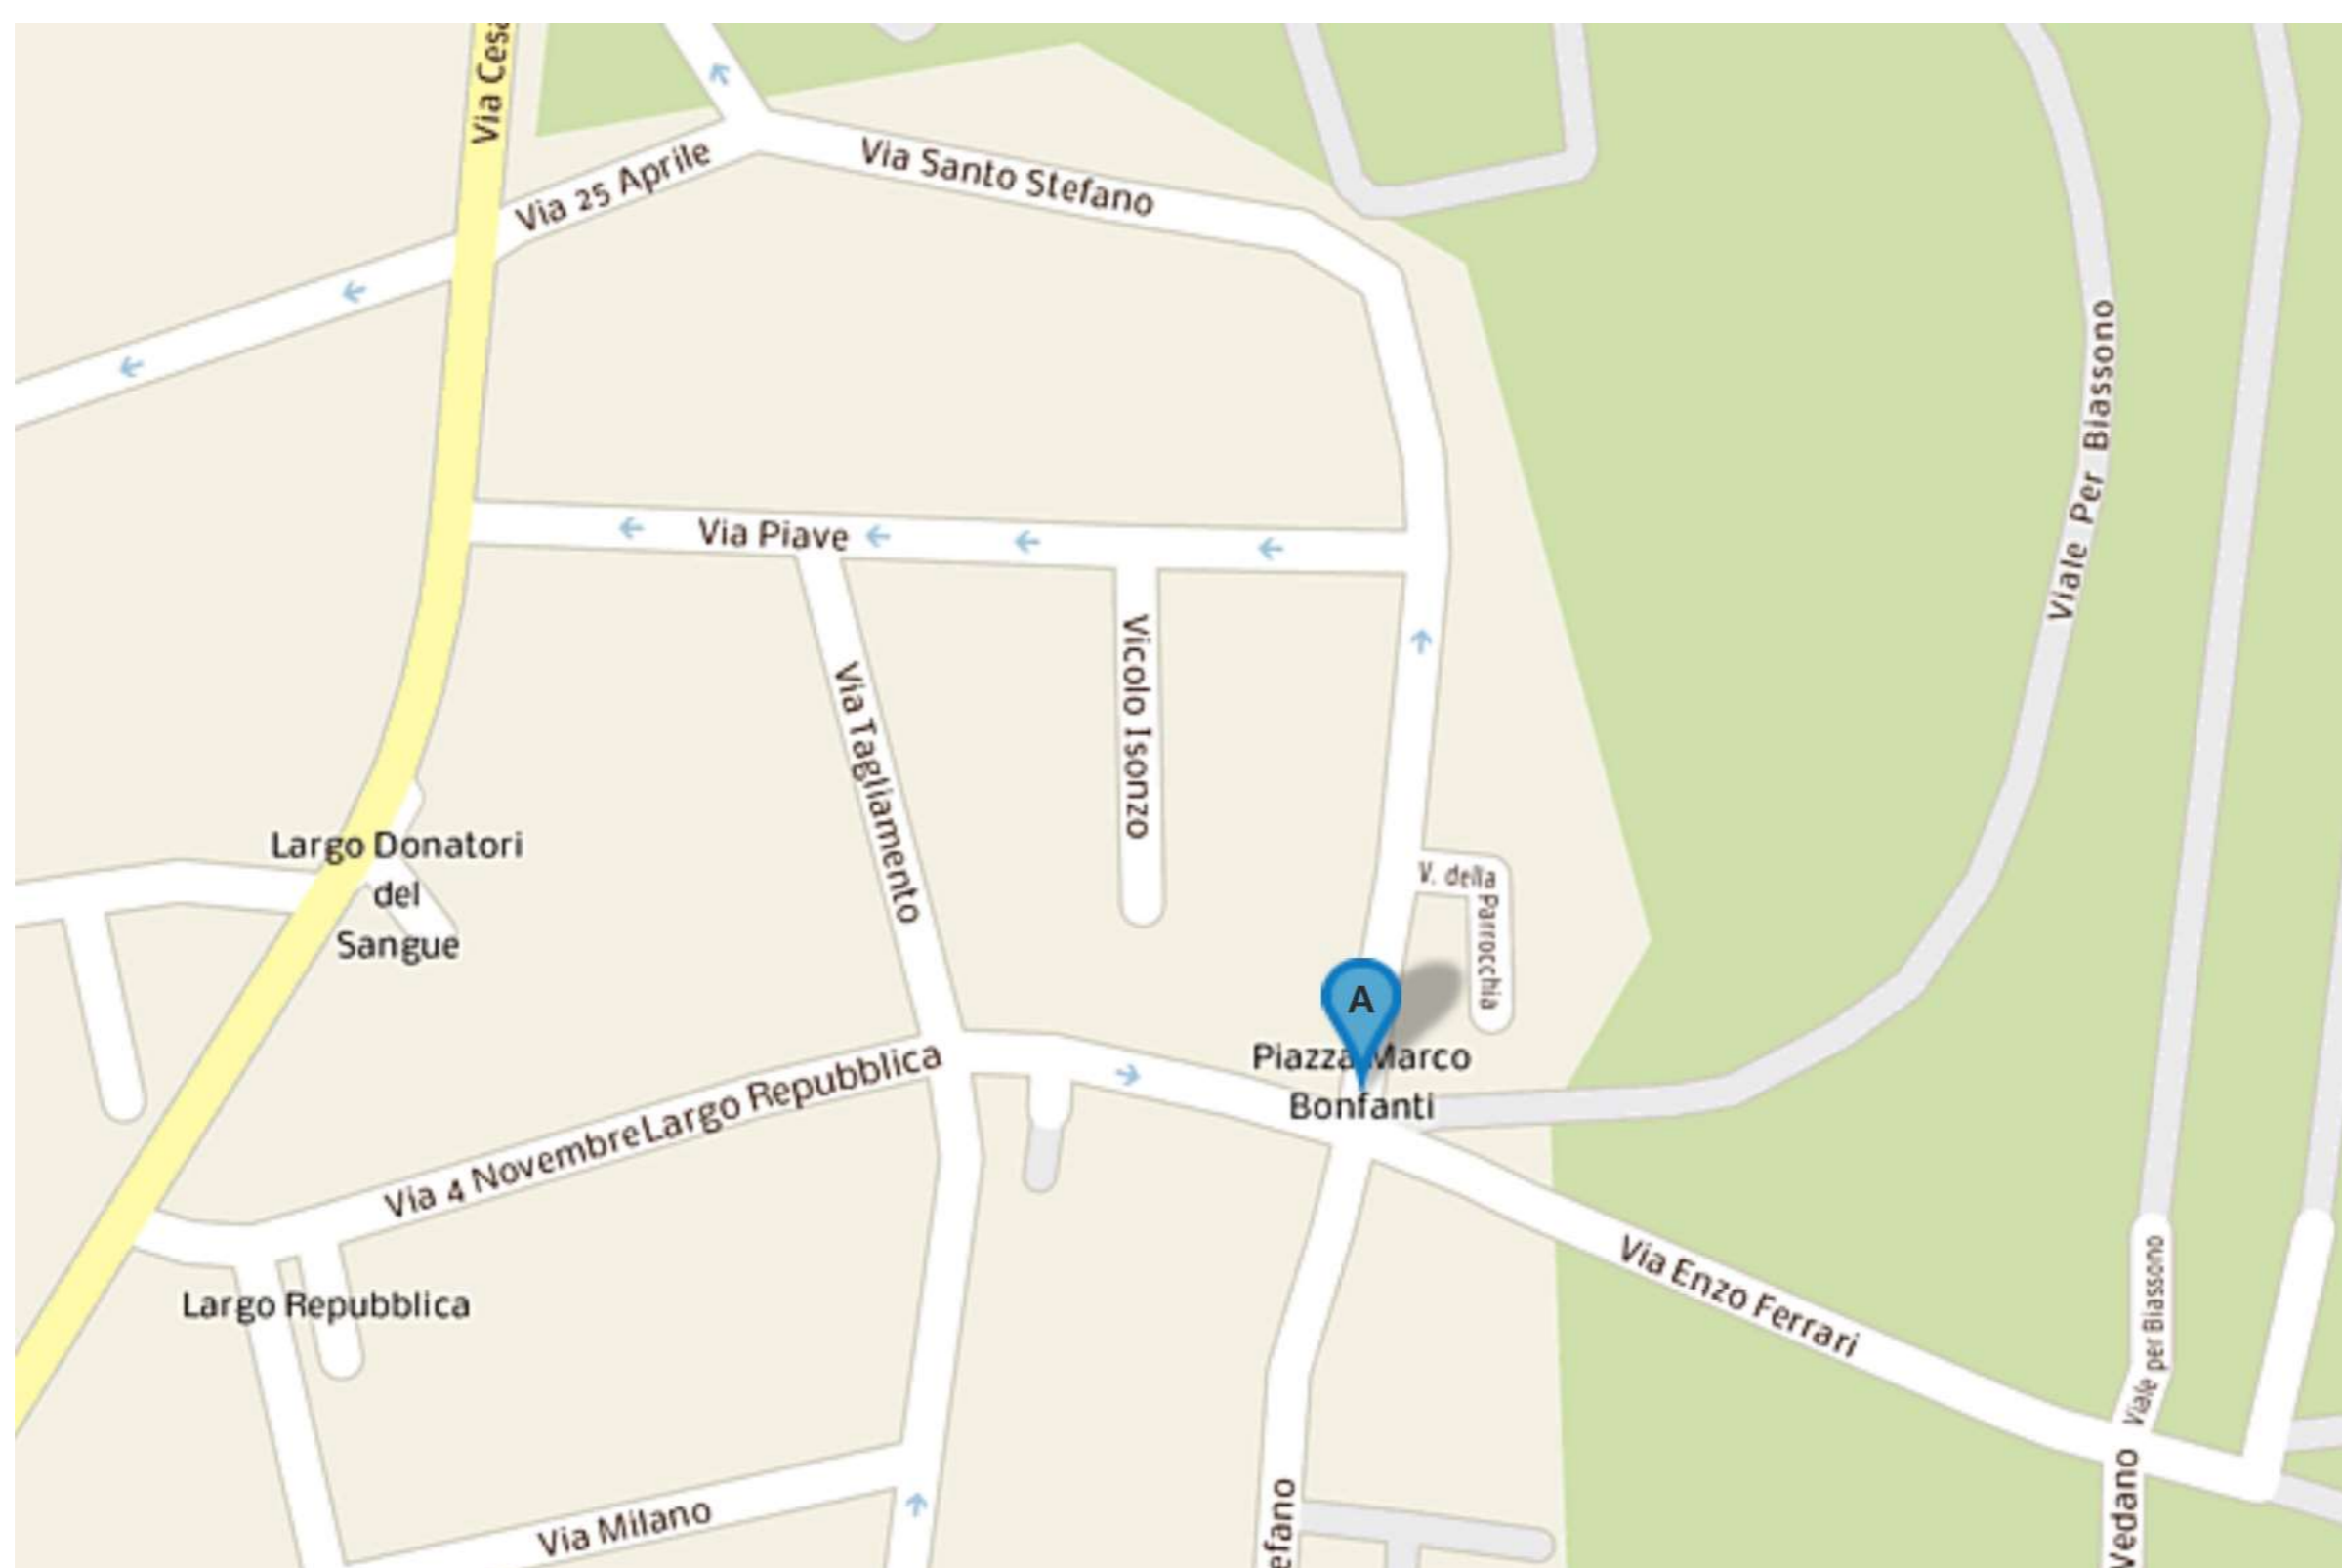 Via Cesa
Via 25 Aprile
Via Santo Stefano
Viale Per Biassono
Via Piave
Vicolo Isonzo
Via Tagliamento
Largo Donatori
del
Sangue
V. della
Parrocchia
A
Piazza Marco
Bonfanti
Via 4 Novembre
Largo Repubblica
Largo Repubblica
Via Enzo Ferrari
Viale per Biassono
Vedano
efano
Via Milano